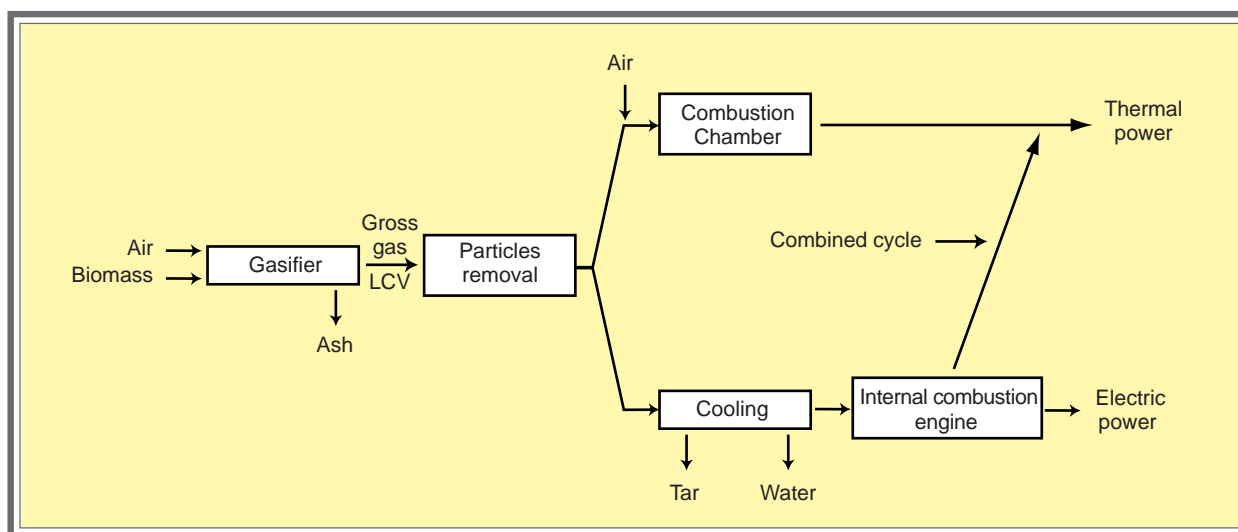 Air
Combustion
Chamber
Thermal
power
Air
Biomass
Gasifier
Gross
gas
LCV
Particles
removal
Combined cycle
Ash
Cooling
Internal combustion
engine
Electric
power
Tar
Water